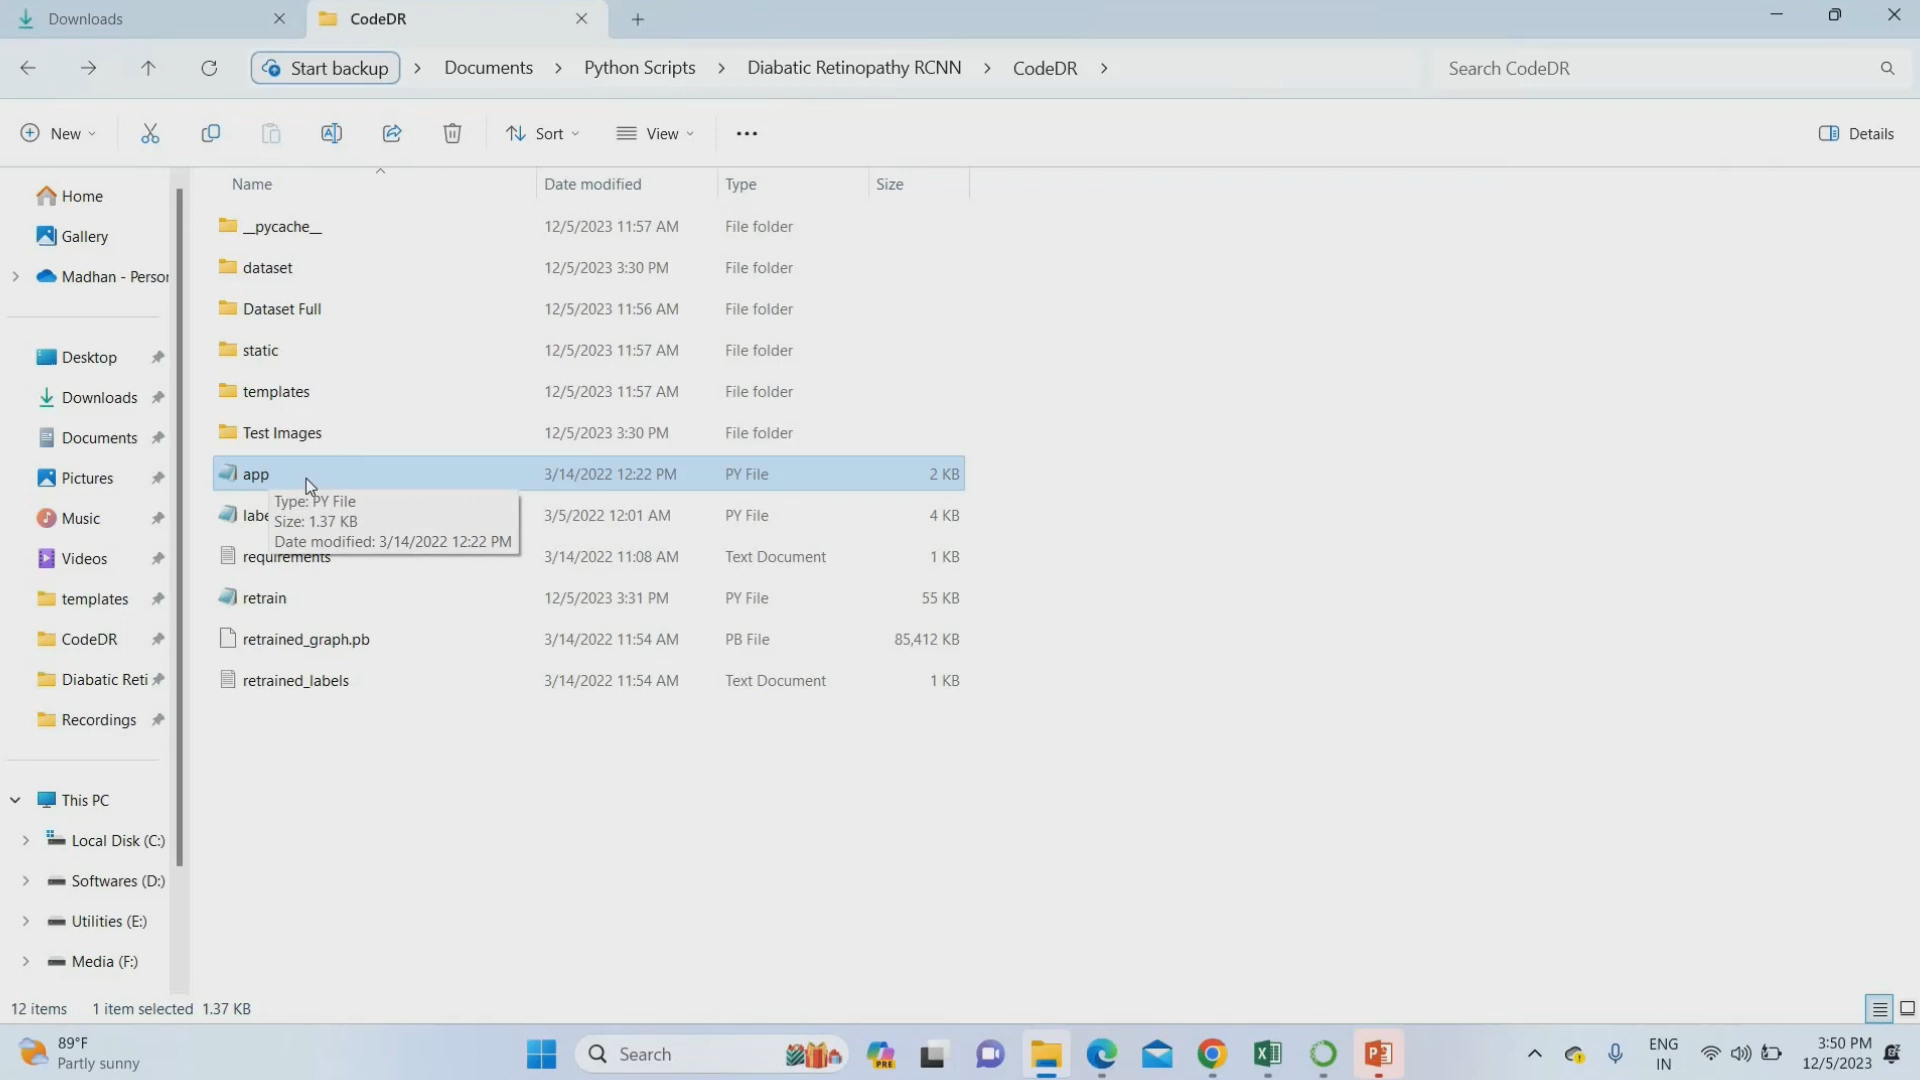 Downloads
CodeDR
Start backup > Documents > Python Scripts > Diabatic Retinopathy RCNN > CodeDR >
Search CodeDR
New
Sort
View
Details
Name Date modified Type Size
__pycache__ 12/5/2023 11:57 AM File folder
dataset 12/5/2023 3:30 PM File folder
Dataset Full 12/5/2023 11:56 AM File folder
static 12/5/2023 11:57 AM File folder
templates 12/5/2023 11:57 AM File folder
Test Images 12/5/2023 3:30 PM File folder
app 3/14/2022 12:22 PM PY File 2 KB
labe 3/5/2022 12:01 AM PY File 4 KB
Type: PY File
Size: 1.37 KB
Date modified: 3/14/2022 12:22 PM
requirements 3/14/2022 11:08 AM Text Document 1 KB
retrain 12/5/2023 3:31 PM PY File 55 KB
retrained_graph.pb 3/14/2022 11:54 AM PB File 85,412 KB
retrained_labels 3/14/2022 11:54 AM Text Document 1 KB
Home
Gallery
Madhan - Person
Desktop
Downloads
Documents
Pictures
Music
Videos
templates
CodeDR
Diabatic Reti
Recordings
This PC
Local Disk (C:)
Softwares (D:)
Utilities (E:)
Media (F:)
12 items 1 item selected 1.37 KB
89°F
Partly sunny
Search
PRE
ENG
IN
3:50 PM
12/5/2023